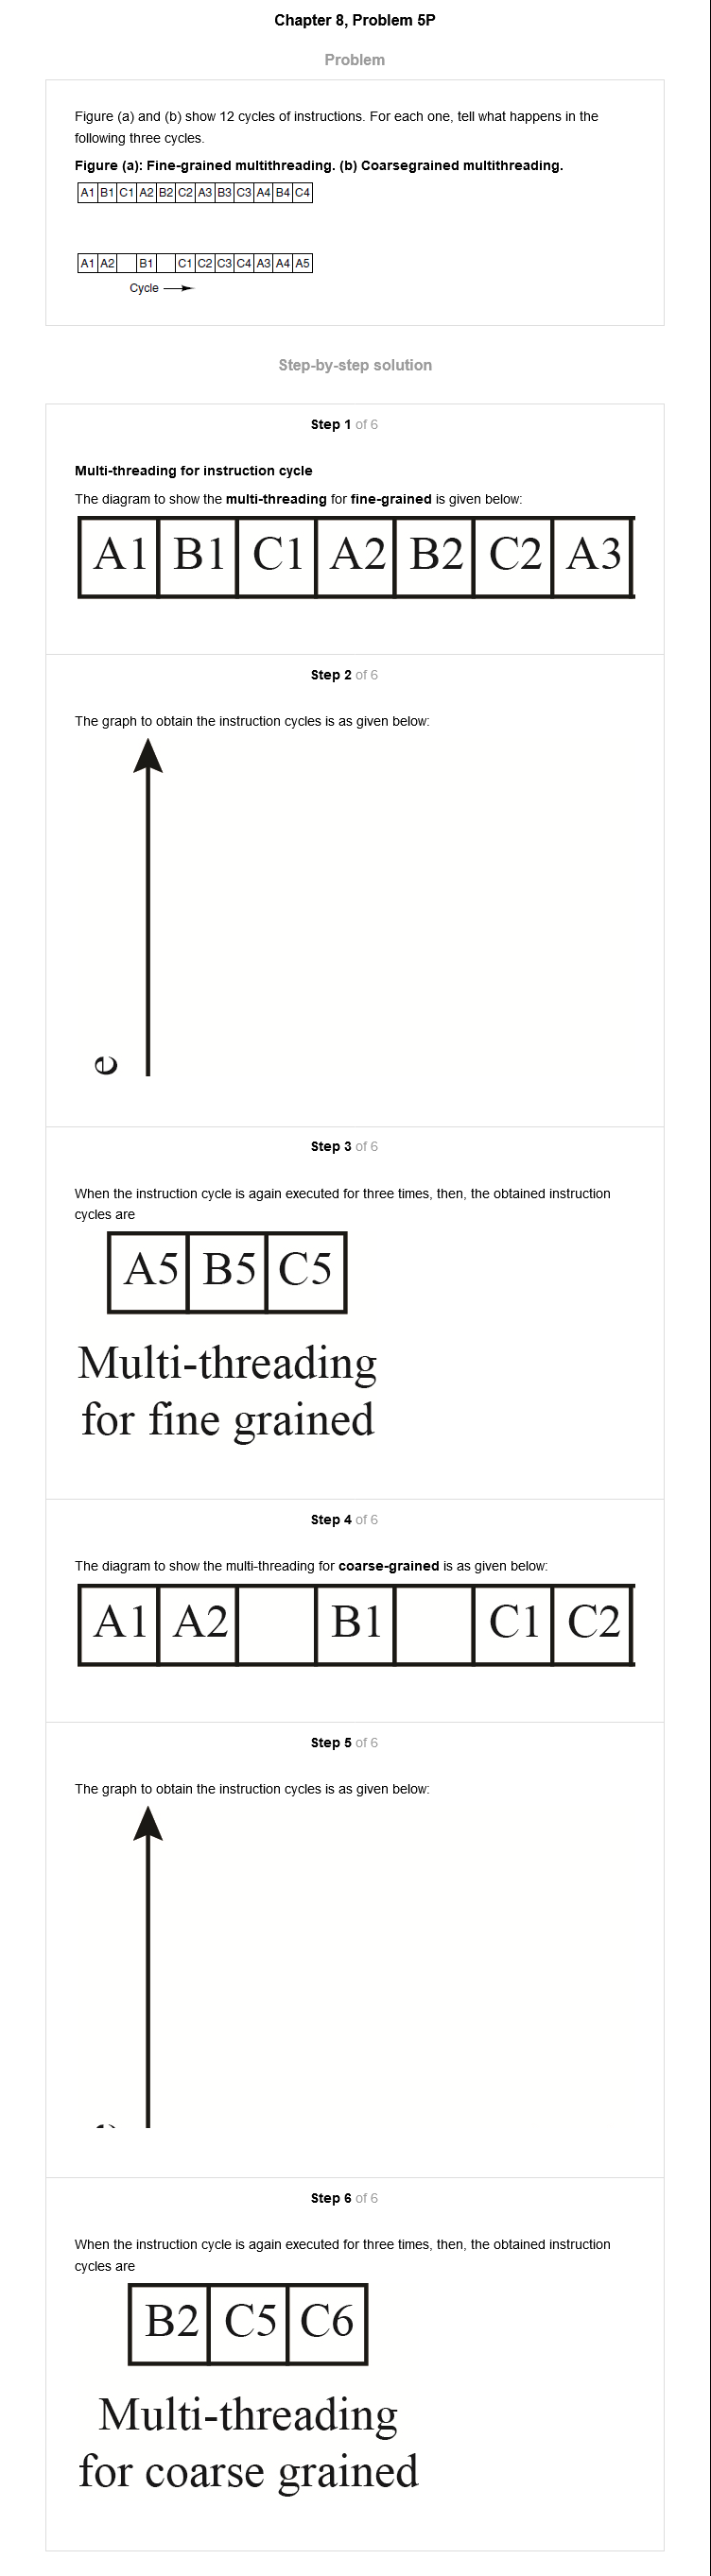 Chapter 8, Problem 5P
Problem
Figure (a) and (b) show 12 cycles of instructions. For each one, tell what happens in the
following three cycles.
Figure (a): Fine-grained multithreading. (b) Coarsegrained multithreading.
A1 B1 C1 A2 B2 C2 A3 B3 C3 A4 B4 C4
A1 A2 B1 C1 C2 C3 C4 A3 A4 A5
Cycle
Step-by-step solution
Step 1 of 6
Multi-threading for instruction cycle
The diagram to show the multi-threading for fine-grained is given below:
A1 B1 C1 A2 B2 C2 A3
Step 2 of 6
The graph to obtain the instruction cycles is as given below:
e
Step 3 of 6
When the instruction cycle is again executed for three times, then, the obtained instruction
cycles are
A5 B5 C5
Multi-threading
for fine grained
Step 4 of 6
The diagram to show the multi-threading for coarse-grained is as given below:
A1 A2 B1 C1 C2
Step 5 of 6
The graph to obtain the instruction cycles is as given below:
Step 6 of 6
When the instruction cycle is again executed for three times, then, the obtained instruction
cycles are
B2 C5 C6
Multi-threading
for coarse grained